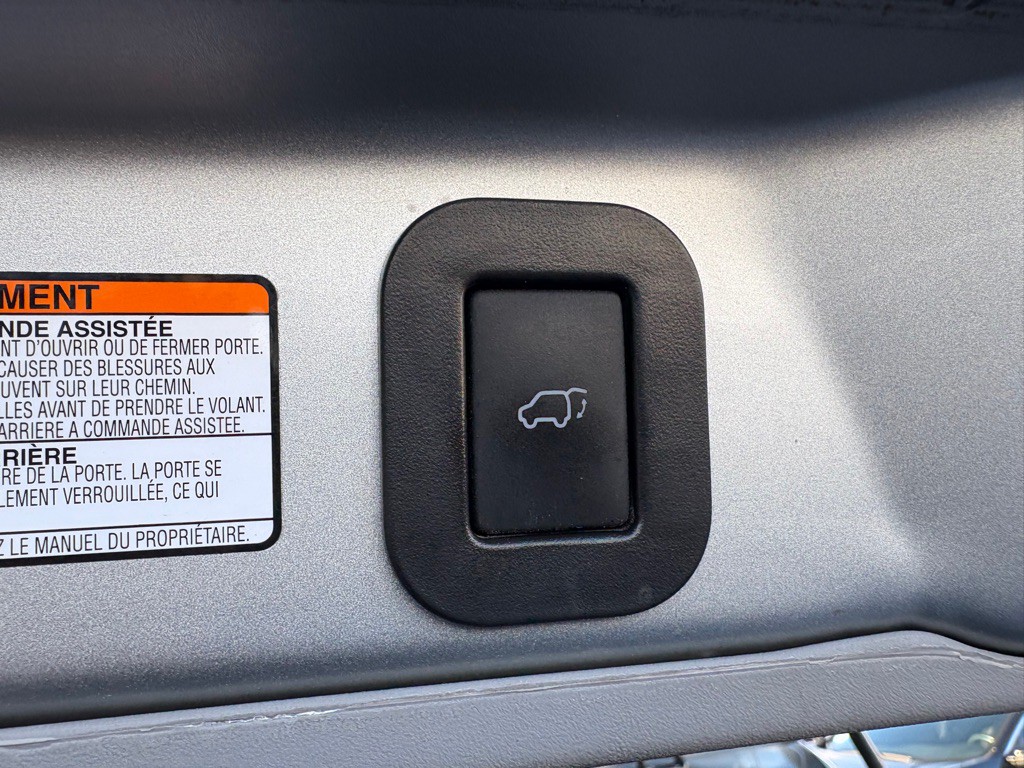 MENT
NDE ASSISTÉE
NT D'OUVRIR OU DE FERMER PORTE.
CAUSER DES BLESSURES AUX
UVENT SUR LEUR CHEMIN.
LLES AVANT DE PRENDRE LE VOLANT.
ARRIERE A COMMANDE ASSISTEE.
RIÈRE
RE DE LA PORTE. LA PORTE SE
LEMENT VERROUILLÉE, CE QUI
Z LE MANUEL DU PROPRIÉTAIRE.